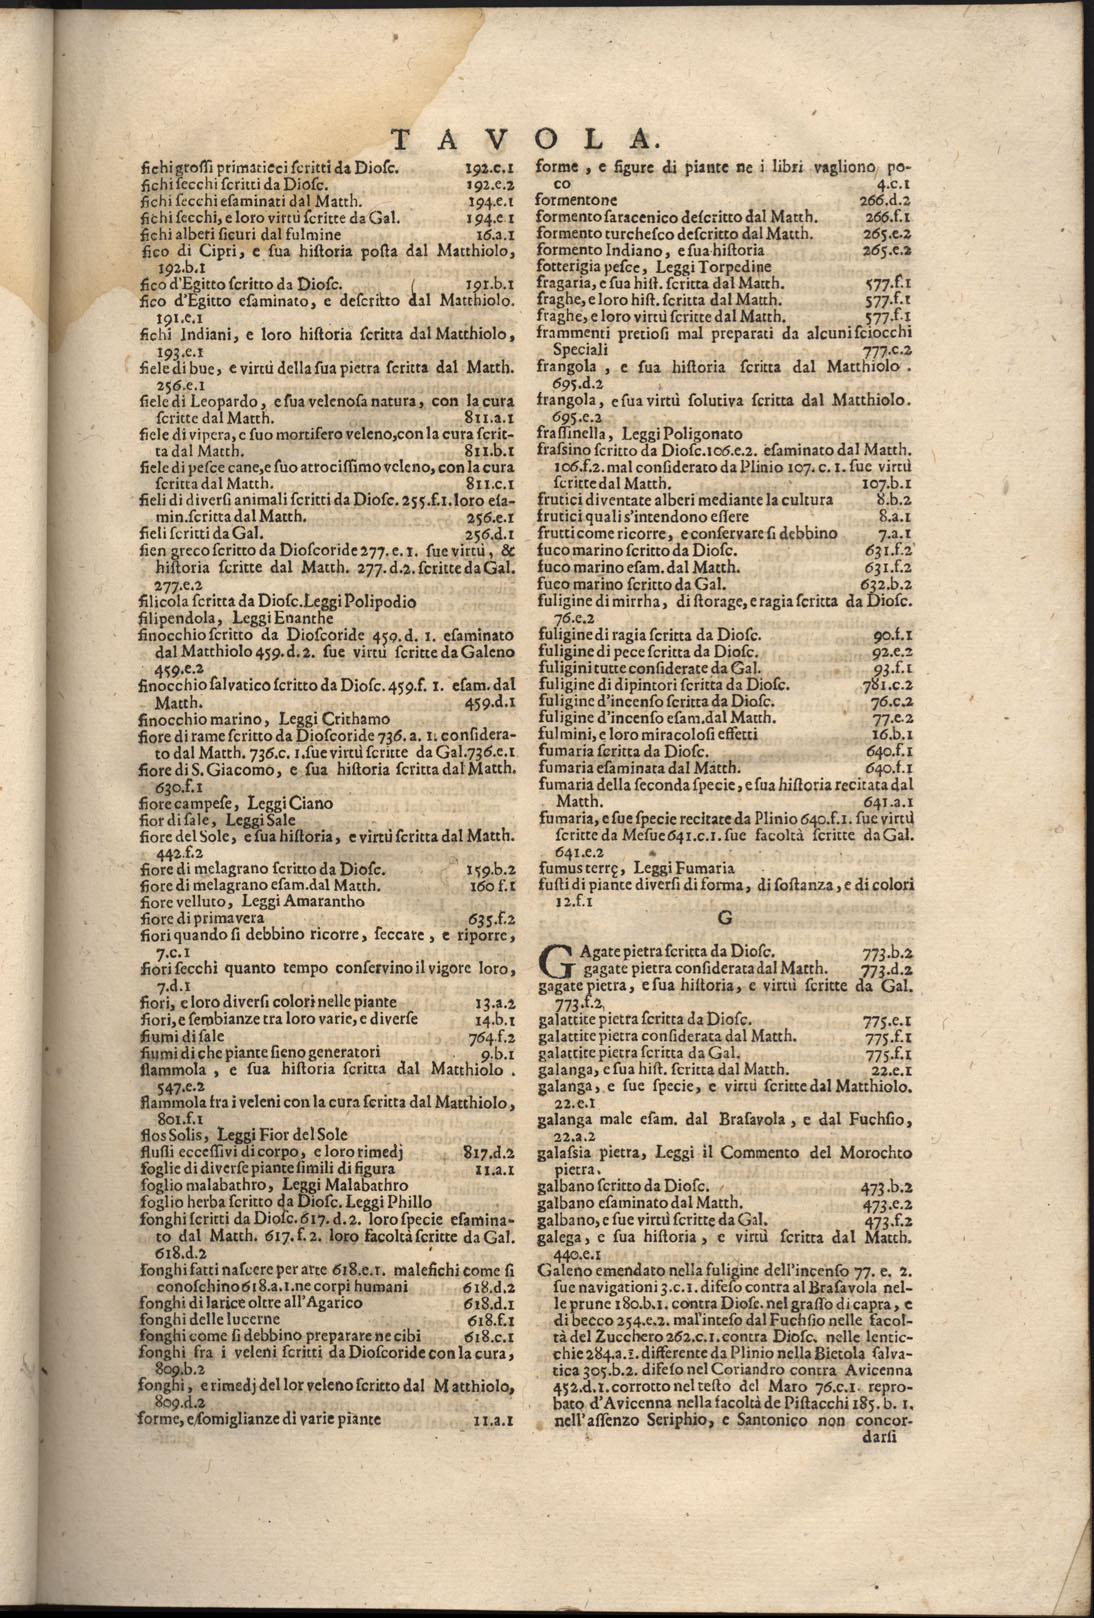 TAVOLA.
fichi grossi primaticci scritti da Diosc. 192.c.1
fichi secchi scritti da Diosc. 192.e.2
fichi secchi esaminati dal Matth. 194.e.1
fichi secchi, e loro virtù scritte da Gal. 194.e 1
fichi alberi sicuri dal fulmine 16.a.1
fico di Cipri, e sua historia posta dal Matthiolo,
192.b.1
fico d'Egitto scritto da Diosc. 191.b.1
fico d'Egitto esaminato, e descritto dal Matthiolo.
191.e.1
fichi Indiani, e loro historia scritta dal Matthiolo,
193.e.1
fiele di bue, e virtù della sua pietra scritta dal Matth.
256.e.1
fiele di Leopardo, e sua velenosa natura, con la cura
scritte dal Matth. 811.a.1
fiele di vipera, e suo mortifero veleno,con la cura scrit-
ta dal Matth. 811.b.1
fiele di pesce cane,e suo atrocissimo veleno, con la cura
scritta dal Matth. 811.c.1
fieli di diversi animali scritti da Diosc. 255.f.1. loro esa-
min.scritta dal Matth. 256.e.1
fieli scritti da Gal. 256.d.1
fien greco scritto da Dioscoride 277.e.1. sue virtù, &
historia scritte dal Matth. 277.d.2. scritte da Gal.
277.e.2
filicola scritta da Diosc.Leggi Polipodio
filipendola, Leggi Enanthe
finocchio scritto da Dioscoride 459.d.1. esaminato
dal Matthiolo 459.d.2. sue virtù scritte da Galeno
459.e.2
finocchio salvatico scritto da Diosc.459.f.1. esam. dal
Matth. 459.d.1
finocchio marino, Leggi Crithamo
fiore di rame scritto da Dioscoride 736.a.1. considera-
to dal Matth. 736.c.1.sue virtù scritte da Gal.736.e.1
fiore di S. Giacomo, e sua historia scritta dal Matth.
630.f.1
fiore campese, Leggi Ciano
fior di sale, Leggi Sale
fiore del Sole, e sua historia, e virtù scritta dal Matth.
442.f.2
fiore di melagrano scritto da Diosc. 159.b.2
fiore di melagrano esam.dal Matth. 160 f.1
fiore velluto, Leggi Amarantho
fiore di primavera 635.f.2
fiori quando si debbino ricorre, seccare, e riporre,
7.c.1
fiori secchi quanto tempo conservino il vigore loro,
7.d.1
fiori, e loro diversi colori nelle piante 13.a.2
fiori, e sembianze tra loro varie, e diverse 14.b.1
fiumi di sale 764.f.2
fiumi di che piante sieno generatori 9.b.1
flammola, e sua historia scritta dal Matthiolo.
547.e.2
flammola fra i veleni con la cura scritta dal Matthiolo,
801.f.1
flos Solis, Leggi Fior del Sole
flussi eccessivi di corpo, e loro rimedj 817.d.2
foglie di diverse piante simili di figura 11.a.1
foglio malabathro, Leggi Malabathro
foglio herba scritto da Diosc. Leggi Phillo
fonghi scritti da Diosc.617.d.2. loro specie esamina-
to dal Matth. 617.f.2. loro facoltà scritte da Gal.
618.d.2
fonghi fatti nascere per arte 618.e.1. malefichi come si
conoschino 618.a.1.ne corpi humani 618.d.2
fonghi di larice oltre all'Agarico 618.d.1
fonghi delle lucerne 618.f.1
fonghi come si debbino preparare ne cibi 618.c.1
fonghi fra i veleni scritti da Dioscoride con la cura,
809.b.2
fonghi, e rimedj del lor veleno scritto dal Matthiolo,
809.d.2
forme, e somiglianze di varie piante 11.a.1
forme, e figure di piante ne i libri vagliono po-
co 4.c.1
formentone 266.d.2
formento saracenico descritto dal Matth. 266.f.1
formento turchesco descritto dal Matth. 265.e.2
formento Indiano, e sua historia 265.e.2
fotterigia pesce, Leggi Torpedine
fragaria, e sua hist. scritta dal Matth. 577.f.1
fraghe, e loro hist. scritta dal Matth. 577.f.1
fraghe, e loro virtù scritte dal Matth. 577.f.1
frammenti pretiosi mal preparati da alcuni sciocchi
Speciali 777.c.2
frangola, e sua historia scritta dal Matthiolo.
695.d.2
frangola, e sua virtù solutiva scritta dal Matthiolo.
695.e.2
frassinella, Leggi Poligonato
frassino scritto da Diosc.106.e.2. esaminato dal Matth.
106.f.2. mal considerato da Plinio 107.c.1. sue virtù
scritte dal Matth. 107.b.1
frutici diventate alberi mediante la cultura 8.b.2
frutici quali s'intendono essere 8.a.1
frutti come ricorre, e conservare si debbino 7.a.1
fuco marino scritto da Diosc. 631.f.2
fuco marino esam. dal Matth. 631.f.2
fuco marino scritto da Gal. 632.b.2
fuligine di mirrha, di storage, e ragia scritta da Diosc.
76.e.2
fuligine di ragia scritta da Diosc. 90.f.1
fuligine di pece scritta da Diosc. 92.e.2
fuligini tutte considerate da Gal. 93.f.1
fuligine di dipintori scritta da Diosc. 781.c.2
fuligine d'incenso scritta da Diosc. 76.c.2
fuligine d'incenso esam.dal Matth. 77.e.2
fulmini, e loro miracolosi effetti 16.b.1
fumaria scritta da Diosc. 640.f.1
fumaria esaminata dal Matth. 640.f.1
fumaria della seconda specie, e sua historia recitata dal
Matth. 641.a.1
fumaria, e sue specie recitate da Plinio 640.f.1. sue virtù
scritte da Mesue 641.c.1. sue facoltà scritte da Gal.
641.e.2
fumus terrę, Leggi Fumaria
fusti di piante diversi di forma, di sostanza, e di colori
12.f.1
G
GAgate pietra scritta da Diosc. 773.b.2
gagate pietra considerata dal Matth. 773.d.2
gagate pietra, e sua historia, e virtù scritte da Gal.
773.f.2
galattite pietra scritta da Diosc. 775.e.1
galattite pietra considerata dal Matth. 775.f.1
galattite pietra scritta da Gal. 775.f.1
galanga, e sua hist. scritta dal Matth. 22.e.1
galanga, e sue specie, e virtù scritte dal Matthiolo.
22.e.1
galanga male esam. dal Brasavola, e dal Fuchsio,
22.a.2
galassia pietra, Leggi il Commento del Morochto
pietra.
galbano scritto da Diosc. 473.b.2
galbano esaminato dal Matth. 473.e.2
galbano, e sue virtù scritte da Gal. 473.f.2
galega, e sua historia, e virtù scritta dal Matth.
440.e.1
Galeno emendato nella fuligine dell'incenso 77.e.2.
sue navigationi 3.c.1. difeso contra al Brasavola nel-
le prune 180.b.1. contra Diosc. nel grasso di capra, e
di becco 254.e.2. mal'inteso dal Fuchsio nelle facol-
tà del Zucchero 262.c.1. contra Diosc. nelle lentic-
chie 284.a.1. differente da Plinio nella Bietola salva-
tica 305.b.2. difeso nel Coriandro contra Avicenna
452.d.1. corrotto nel testo del Maro 76.c.1. repro-
bato d'Avicenna nella facoltà de Pistacchi 185.b.1.
nell'assenzo Seriphio, e Santonico non concor-
darsi